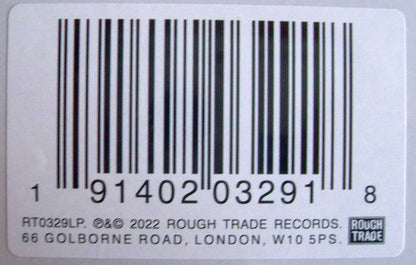 1 91402 03291 8
RT0329LP. ℗&© 2022 ROUGH TRADE RECORDS.
66 GOLBORNE ROAD, LONDON, W10 5PS.
ROUGH
TRADE